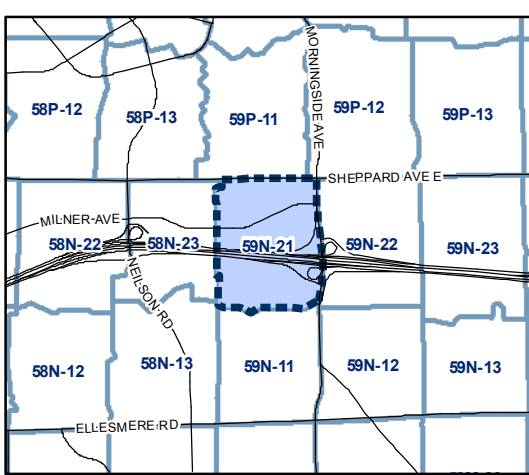 MORNINGSIDE AVE
58P-12
58P-13
59P-11
59P-12
59P-13
SHEPPARD AVE E
MILNER AVE
58N-22
58N-23
59N-21
59N-22
59N-23
NEILSON RD
58N-12
58N-13
59N-11
59N-12
59N-13
ELLESMERE RD